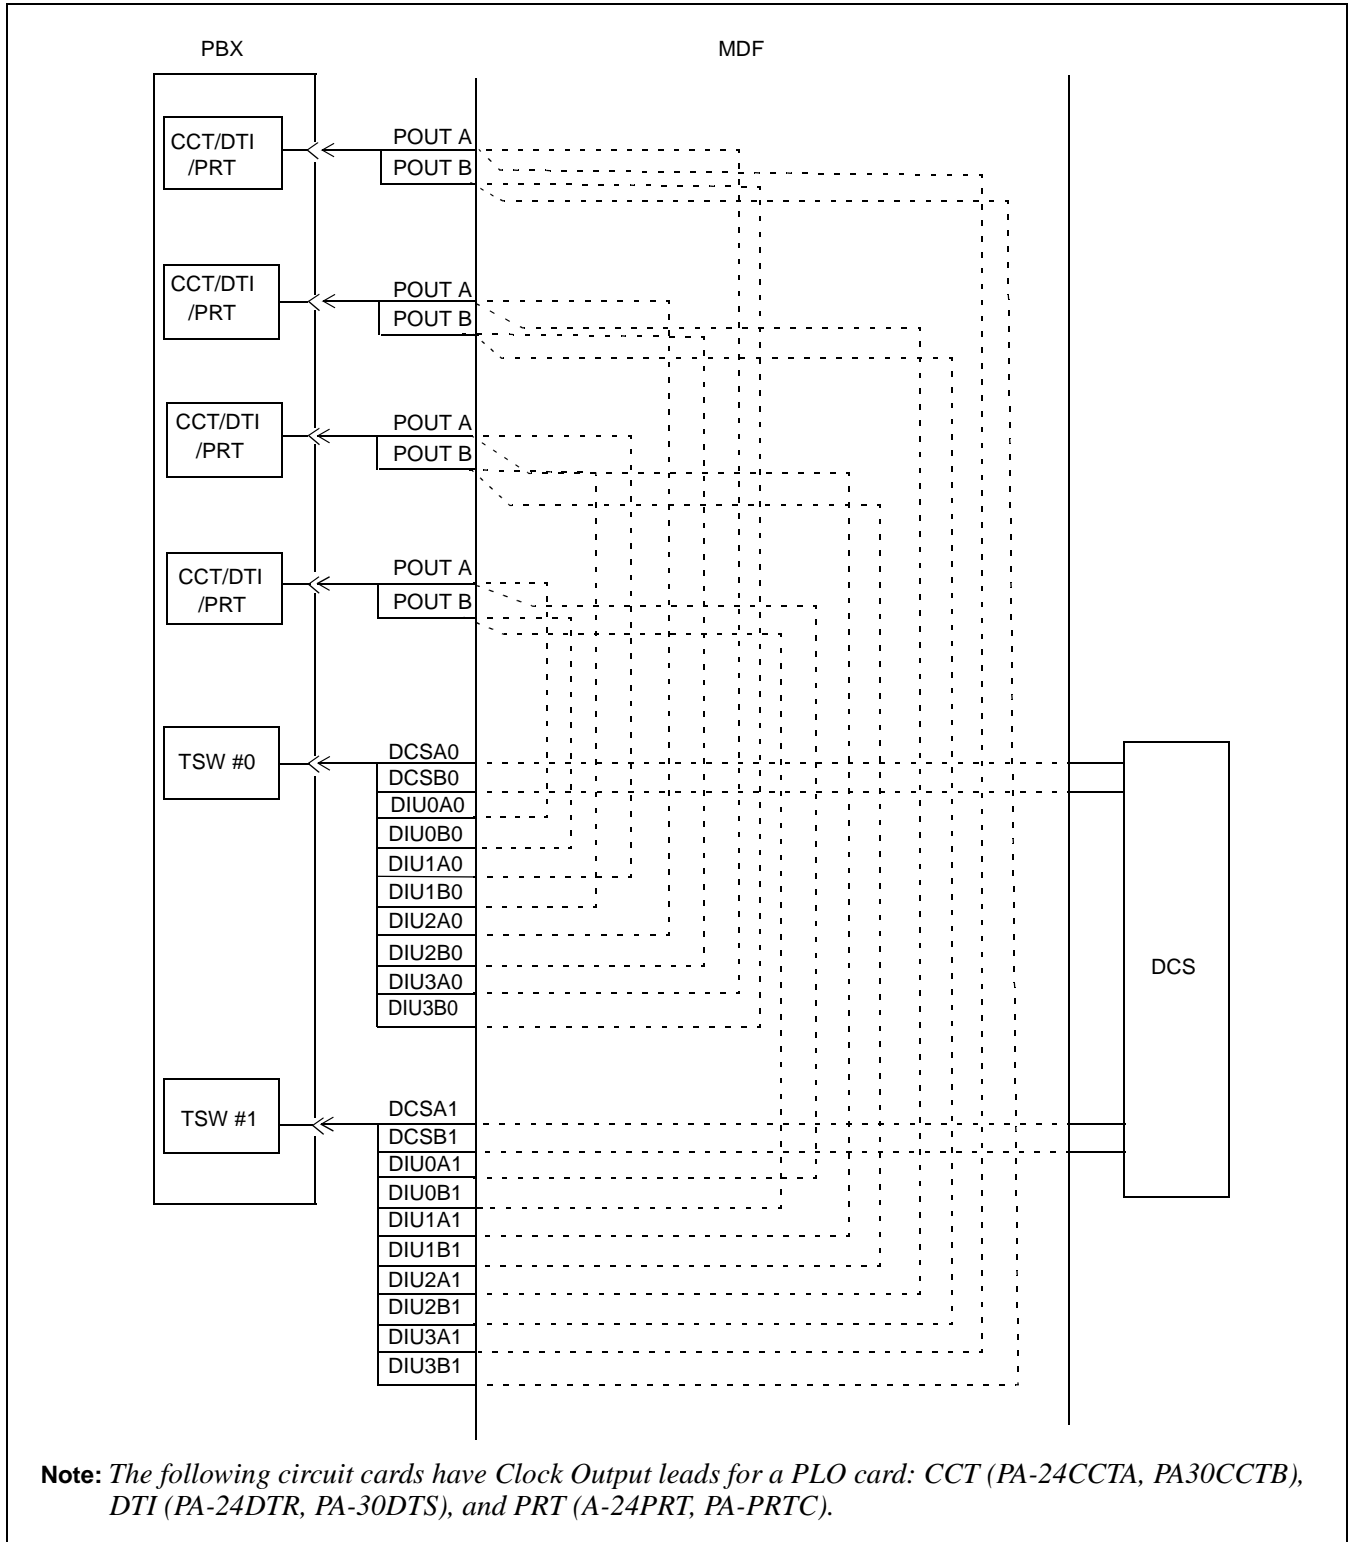 PBX
MDF
CCT/DTI
/PRT
POUT A
POUT B
CCT/DTI
/PRT
POUT A
POUT B
CCT/DTI
/PRT
POUT A
POUT B
CCT/DTI
/PRT
POUT A
POUT B
TSW #0
DCSA0
DCSB0
DIU0A0
DIU0B0
DIU1A0
DIU1B0
DIU2A0
DIU2B0
DIU3A0
DIU3B0
DCS
TSW #1
DCSA1
DCSB1
DIU0A1
DIU0B1
DIU1A1
DIU1B1
DIU2A1
DIU2B1
DIU3A1
DIU3B1
Note: The following circuit cards have Clock Output leads for a PLO card: CCT (PA-24CCTA, PA30CCTB),
DTI (PA-24DTR, PA-30DTS), and PRT (A-24PRT, PA-PRTC).